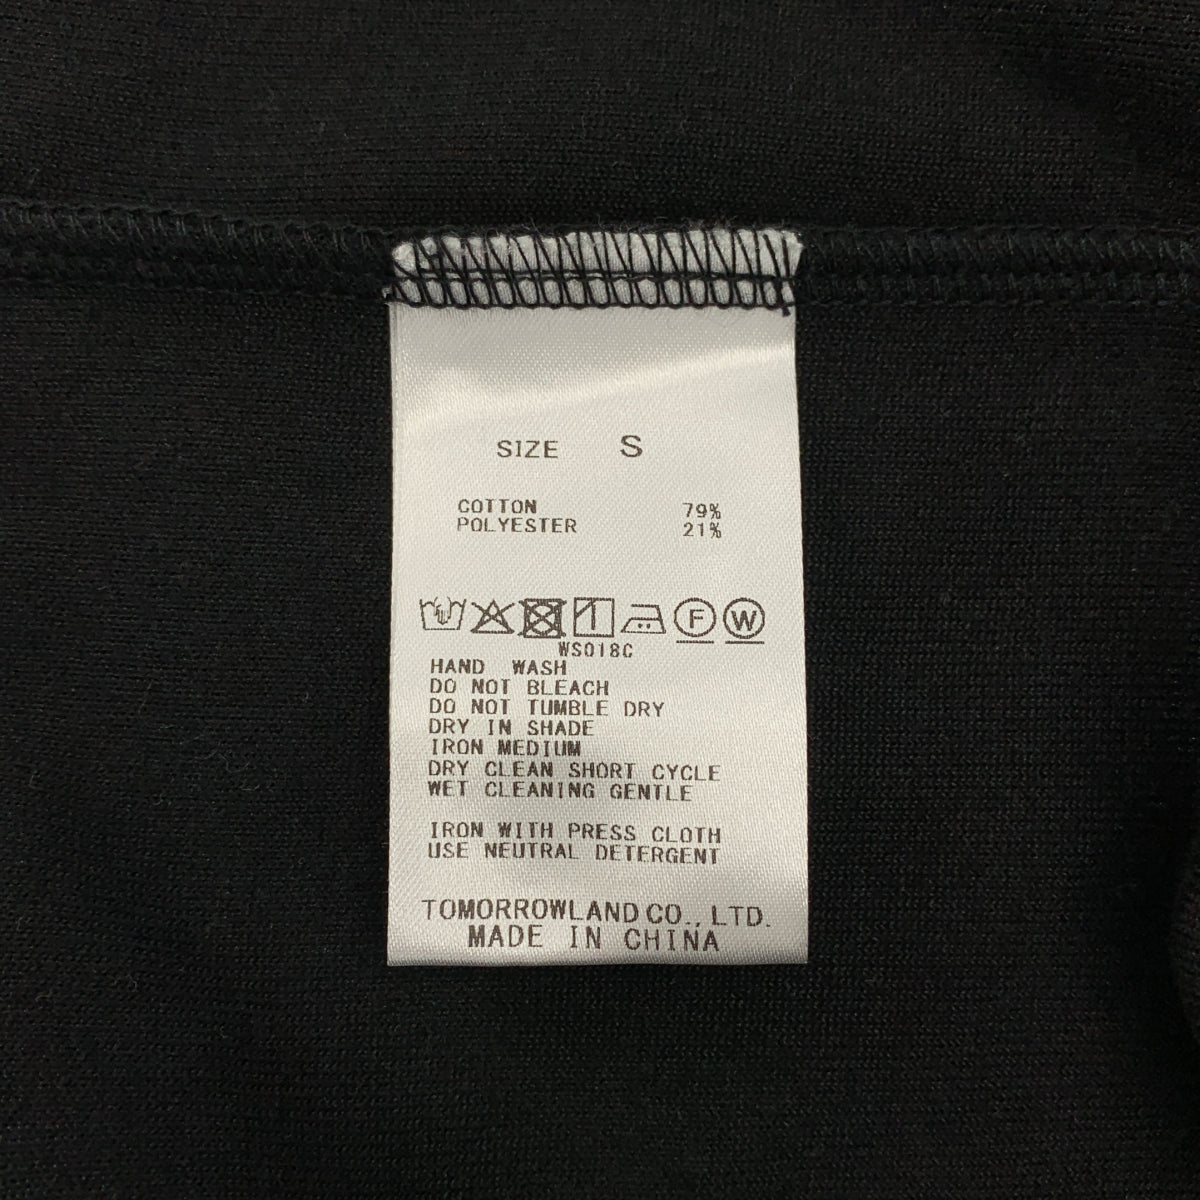 SIZE S
COTTON 79%
POLYESTER 21%
F W
WS018C
HAND WASH
DO NOT BLEACH
DO NOT TUMBLE DRY
DRY IN SHADE
IRON MEDIUM
DRY CLEAN SHORT CYCLE
WET CLEANING GENTLE
IRON WITH PRESS CLOTH
USE NEUTRAL DETERGENT
TOMORROWLAND CO., LTD.
MADE IN CHINA